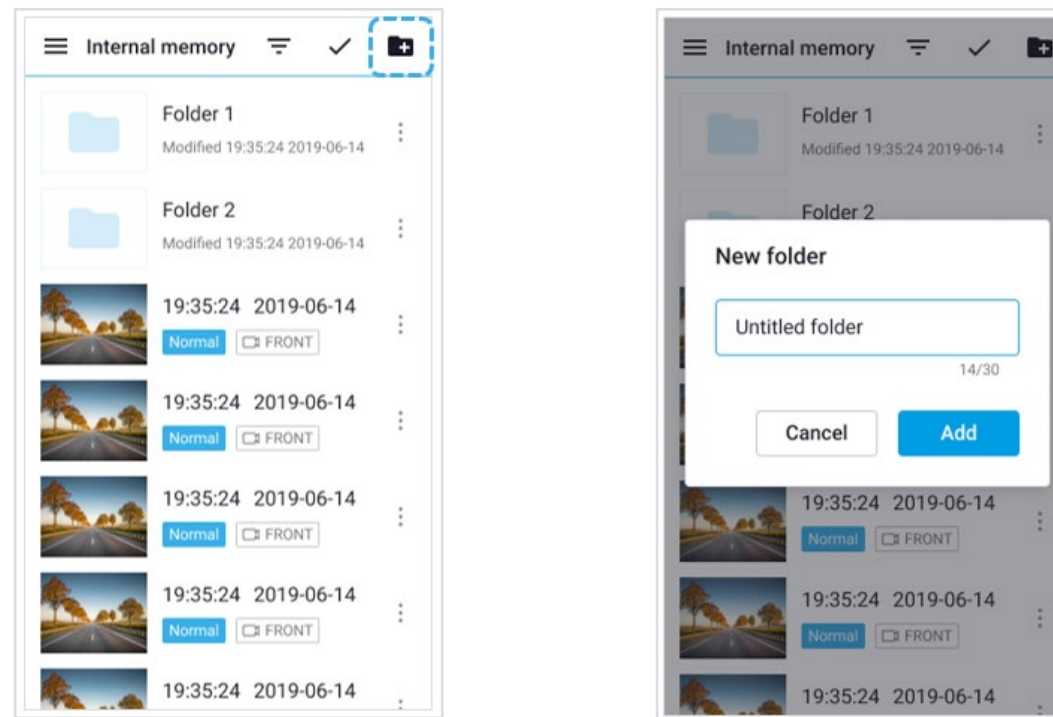 Internal memory
Folder 1
Modified 19:35:24 2019-06-14
Folder 2
Modified 19:35:24 2019-06-14
19:35:24 2019-06-14
Normal FRONT
19:35:24 2019-06-14
Normal FRONT
19:35:24 2019-06-14
Normal FRONT
19:35:24 2019-06-14
Normal FRONT
19:35:24 2019-06-14
Internal memory
Folder 1
Modified 19:35:24 2019-06-14
Folder 2
New folder
Untitled folder
14/30
Cancel Add
19:35:24 2019-06-14
Normal FRONT
19:35:24 2019-06-14
Normal FRONT
19:35:24 2019-06-14